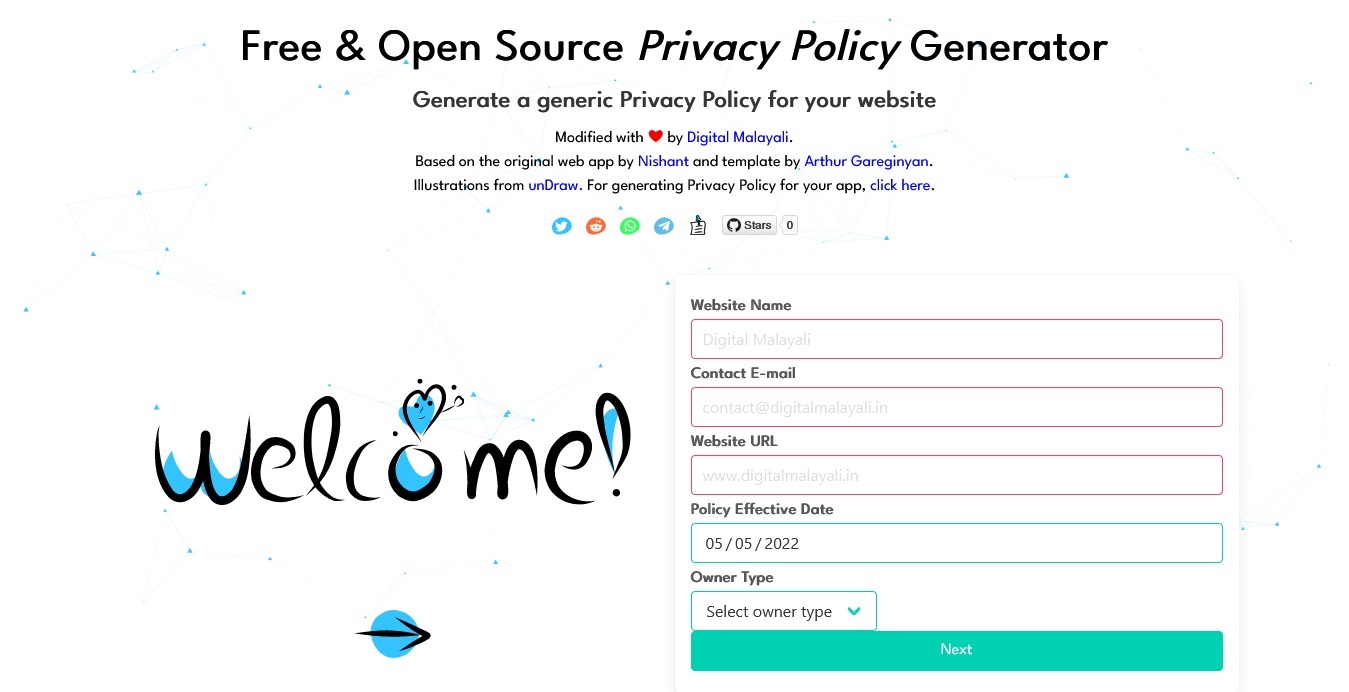 Free & Open Source Privacy Policy Generator
Generate a generic Privacy Policy for your website
Modified with ❤ by Digital Malayali.
Based on the original web app by Nishant and template by Arthur Gareginyan.
Illustrations from unDraw. For generating Privacy Policy for your app, click here.
Stars 0
welcome!
Website Name
Digital Malayali
Contact E-mail
contact@digitalmalayali.in
Website URL
www.digitalmalayali.in
Policy Effective Date
05/05/2022
Owner Type
Select owner type
Next